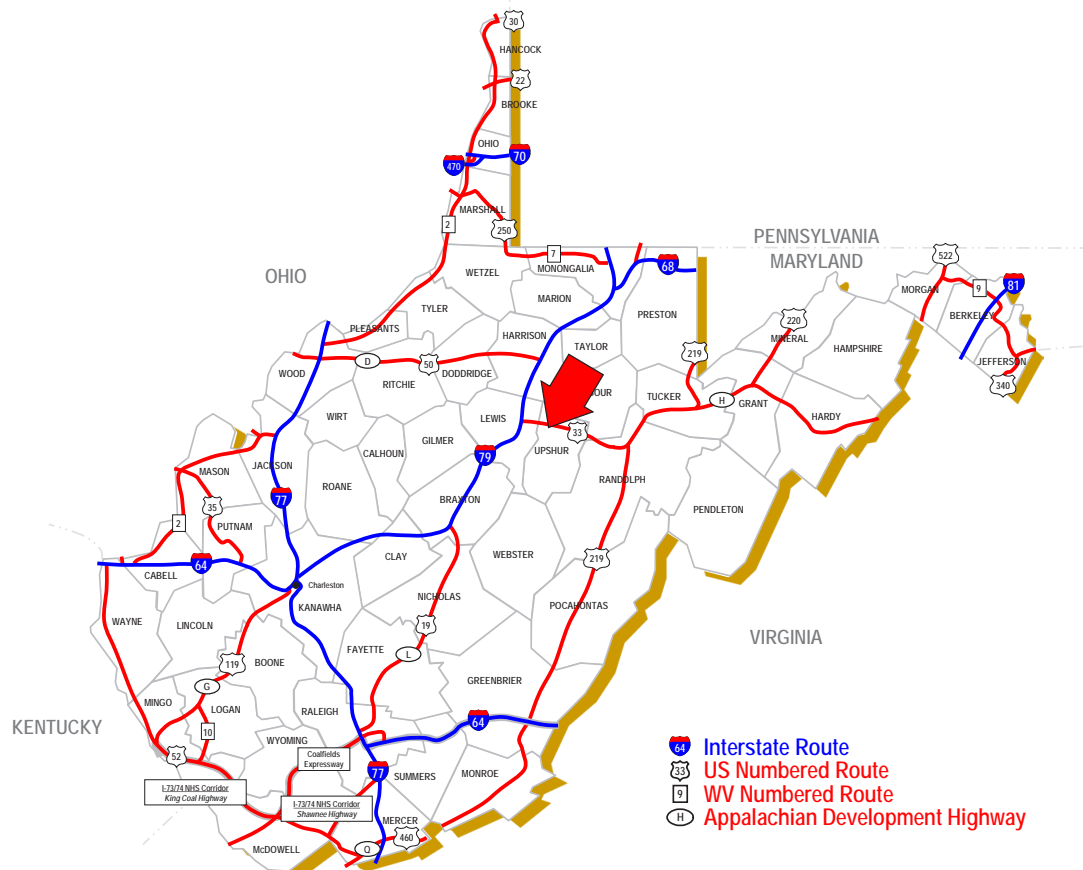 30
HANCOCK
22
BROOKE
OHIO
470
70
MARSHALL
2
250
PENNSYLVANIA
MARYLAND
OHIO
7
68
522
WETZEL
MONONGALIA
MORGAN
9
81
MARION
TYLER
PRESTON
BERKELEY
220
PLEASANTS
HARRISON
TAYLOR
MINERAL
HAMPSHIRE
219
JEFFERSON
D
50
DODDRIDGE
WOOD
RITCHIE
340
OUR
TUCKER
H
GRANT
WIRT
LEWIS
HARDY
GILMER
33
UPSHUR
CALHOUN
79
MASON
JACKSON
ROANE
RANDOLPH
77
BRAXTON
35
PENDLETON
2
PUTNAM
CLAY
WEBSTER
219
64
CABELL
Charleston
NICHOLAS
KANAWHA
POCAHONTAS
WAYNE
LINCOLN
19
VIRGINIA
FAYETTE
L
119
BOONE
GREENBRIER
G
MINGO
LOGAN
RALEIGH
64
KENTUCKY
10
WYOMING
52
Coalfields
Expressway
77
SUMMERS
MONROE
I-73/74 NHS Corridor
King Coal Highway
I-73/74 NHS Corridor
Shawnee Highway
MERCER
460
Q
McDOWELL
64 Interstate Route
33 US Numbered Route
9 WV Numbered Route
H Appalachian Development Highway